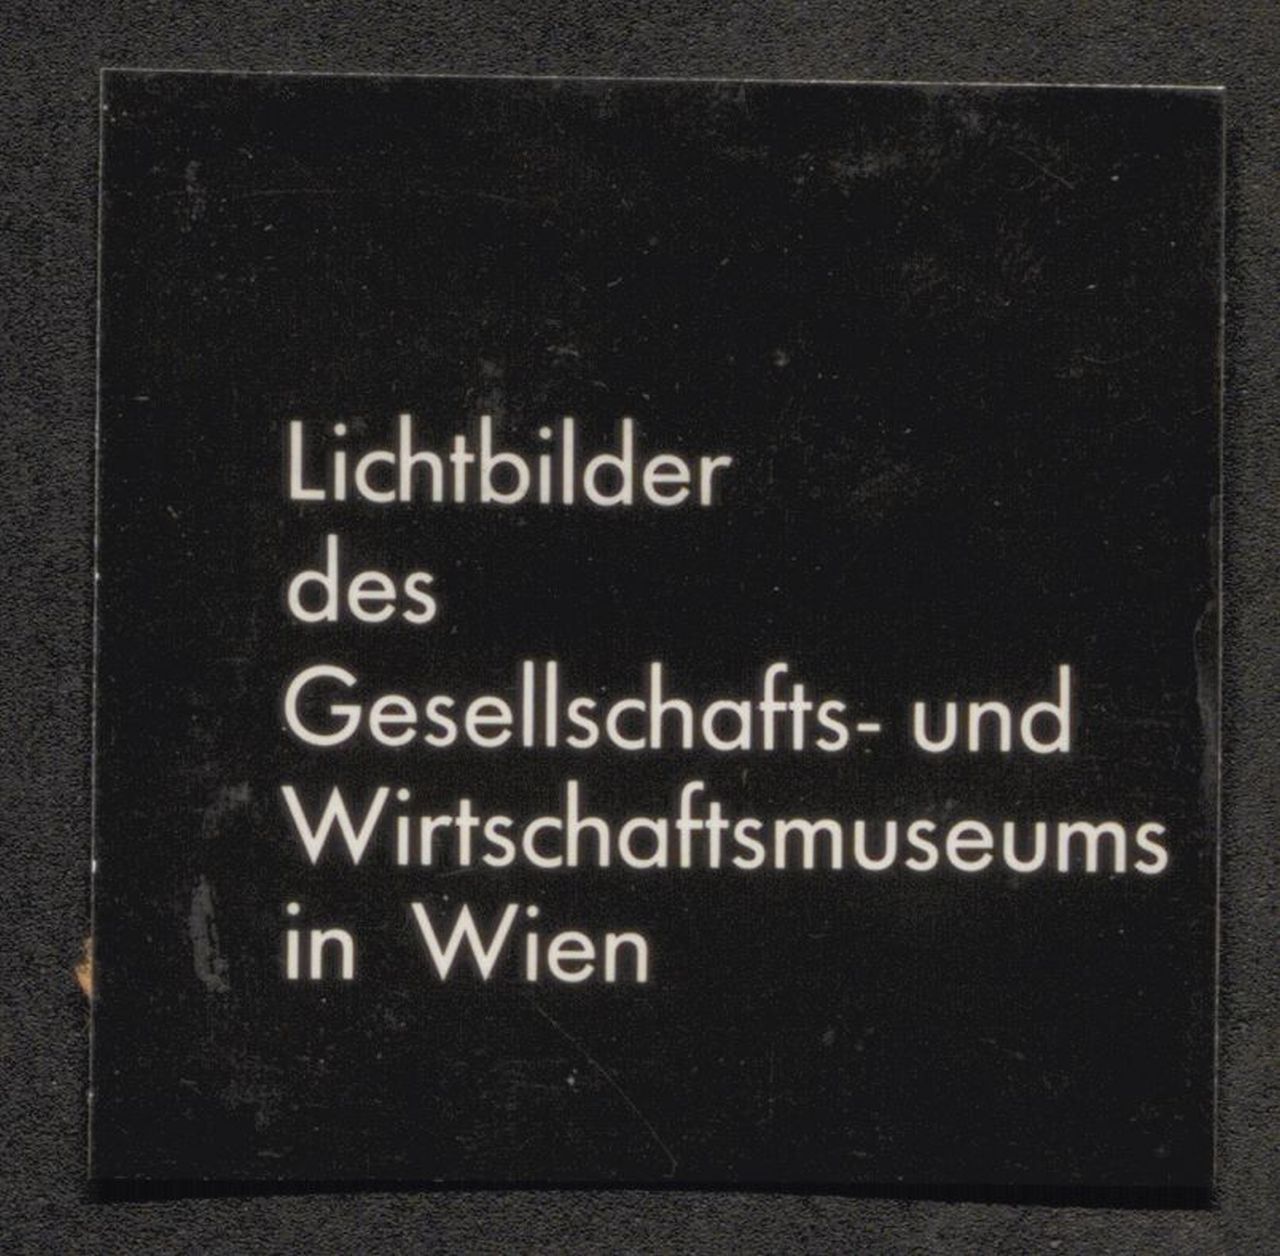 Lichtbilder
des
Gesellschafts- und
Wirtschaftsmuseums
in Wien